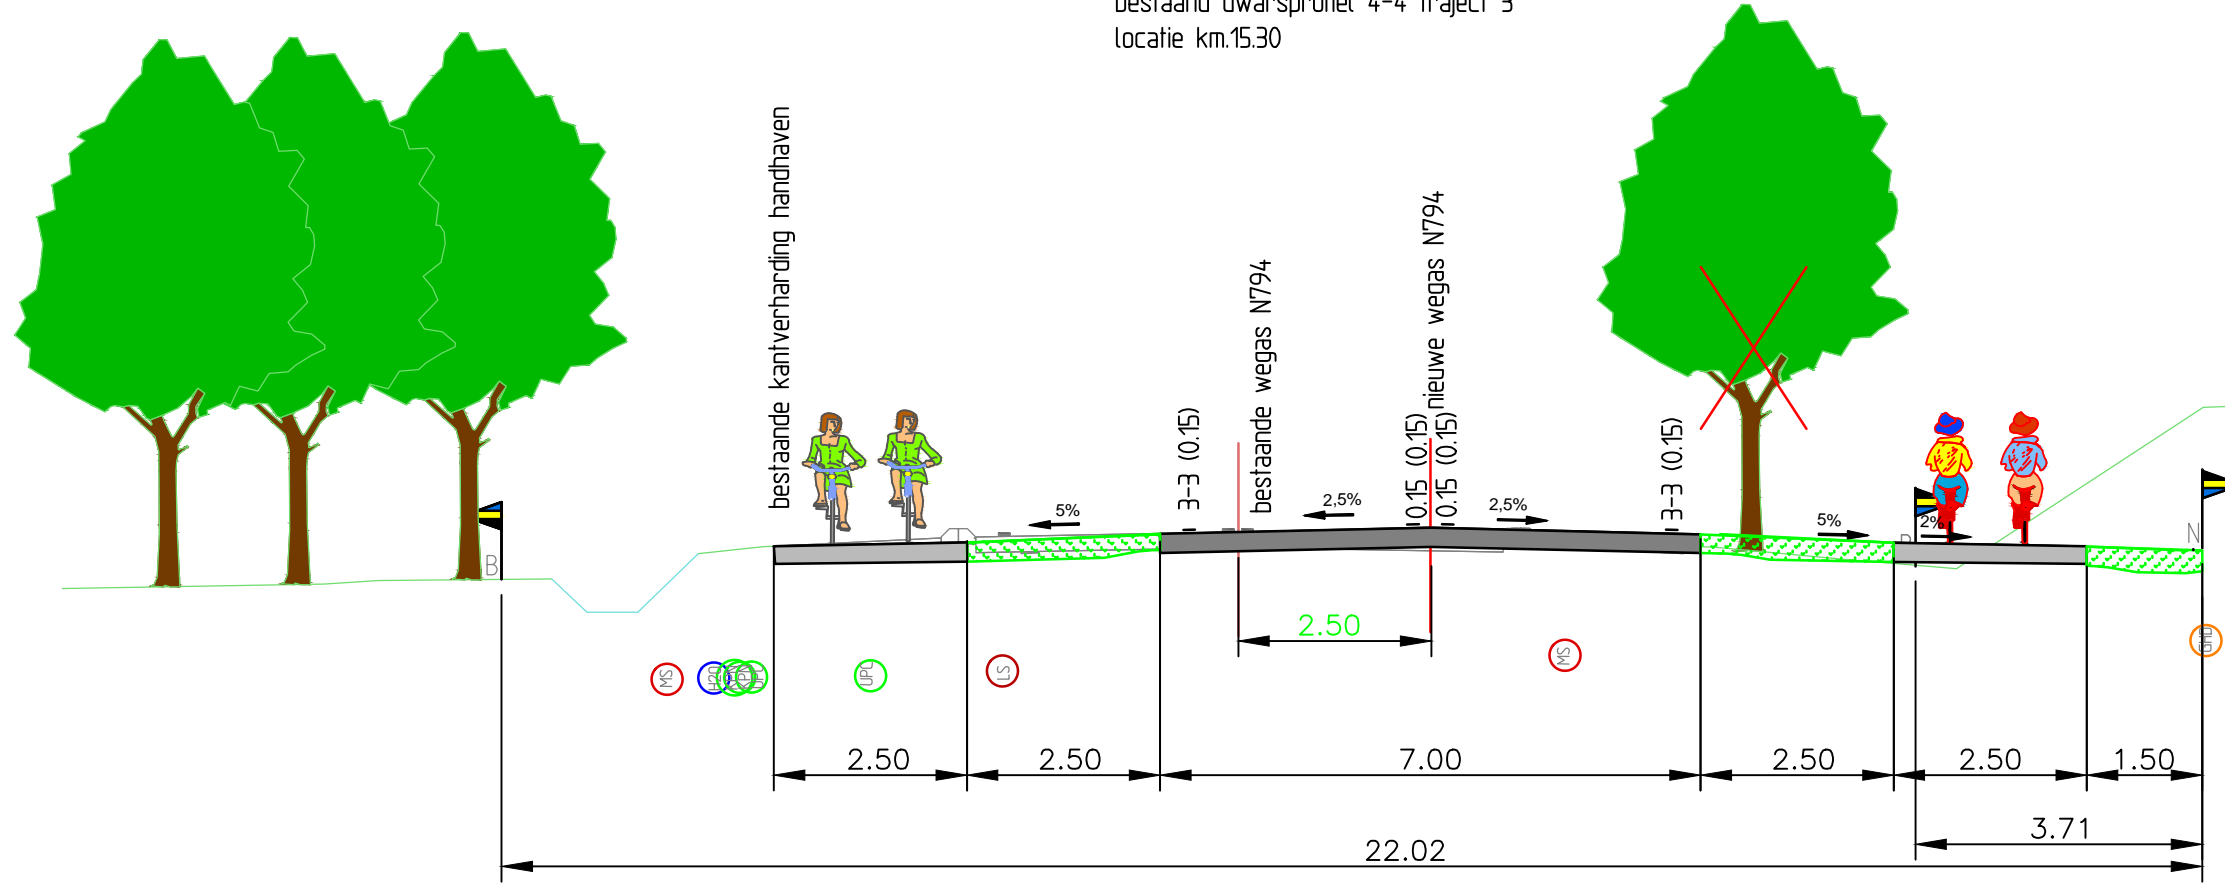 bestaand dwarsprofiel 4-4 Traject 3
locatie km.15.30
bestaande kantverharding handhaven
bestaande wegas N794
nieuwe wegas N794
3-3 (0.15)
0.15 (0.15)
0.15 (0.15)
3-3 (0.15)
5%
2,5%
2,5%
5%
2%
B
N
2.50
MS
H2O
KPN
UPC
UPC
LS
MS
GHD
2.50
2.50
7.00
2.50
2.50
1.50
3.71
22.02